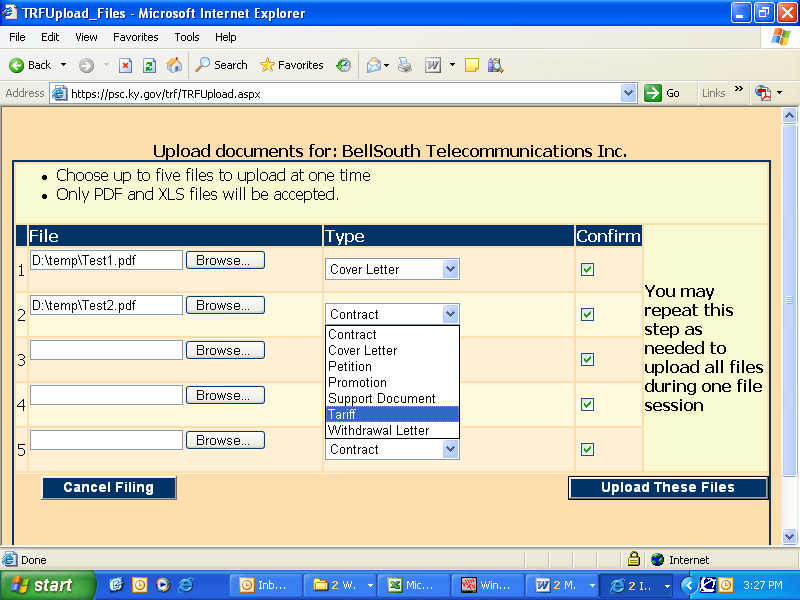 TRFUpload_Files - Microsoft Internet Explorer
File Edit View Favorites Tools Help
Back Search Favorites
Address https://psc.ky.gov/trf/TRFUpload.aspx Go Links »
Upload documents for: BellSouth Telecommunications Inc.
• Choose up to five files to upload at one time
• Only PDF and XLS files will be accepted.
File Type Confirm
1 D:\temp\Test1.pdf Browse... Cover Letter
2 D:\temp\Test2.pdf Browse... Contract
3 Browse...
4 Browse...
5 Browse... Contract
Contract
Cover Letter
Petition
Promotion
Support Document
Tariff
Withdrawal Letter
You may
repeat this
step as
needed to
upload all files
during one file
session
Cancel Filing Upload These Files
Done Internet
start Inb... 2 W. Mic... Win... 2 M. 2 I.. 3:27 PM